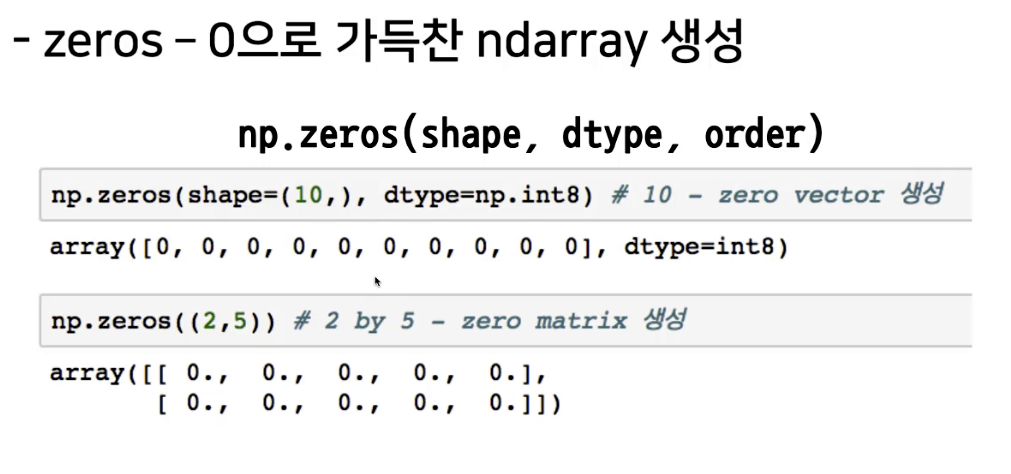 - zeros – 0으로 가득찬 ndarray 생성
np.zeros(shape, dtype, order)
np.zeros(shape=(10,), dtype=np.int8) # 10 - zero vector 생성
array([0, 0, 0, 0, 0, 0, 0, 0, 0, 0], dtype=int8)
np.zeros((2,5)) # 2 by 5 - zero matrix 생성
array([[ 0., 0., 0., 0., 0.],
[ 0., 0., 0., 0., 0.]])